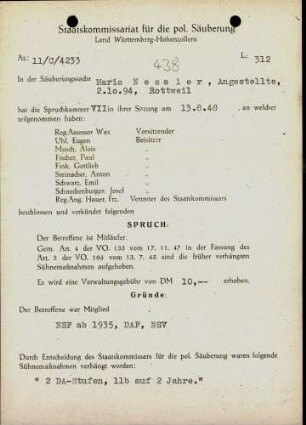 Staatskommissariat für die pol. Säuberung
Land Württemberg-Hohenzollern
Az.: 11/C/4233
L: 312
438
In der Säuberungssache Maria Nessler, Angestellte,
2.10.94, Rottweil
hat die Spruchkammer VII in ihrer Sitzung am 13.8.48 , an welcher
teilgenommen haben:
Reg.Assessor Wax Vorsitzender
Uhl, Eugen Beisitzer
Musch, Alois "
Fischer, Paul "
Fink, Gottlieb "
Steinacher, Anton "
Schwarz, Emil "
Schneckenburger, Josef "
Reg.Ang. Hauer, Frz. Vertreter des Staatskommissars
beschlossen und verkündet folgenden
SPRUCH:
Der Betroffene ist Mitläufer.
Gem. Art. 4 der VO. 133 vom 17. 11. 47 in der Fassung des
Art. 2 der VO. 165 vom 13. 7. 48 sind die früher verhängten
Sühnemaßnahmen aufgehoben.
Es wird eine Verwaltungsgebühr von DM 10,-- erhoben.
Gründe:
Der Betroffene war Mitglied
NSF ab 1935, DAF, NSV
Durch Entscheidung des Staatskommissars für die pol. Säuberung waren folgende
Sühnemaßnahmen verhängt worden:
" 2 DA-Stufen, 11b auf 2 Jahre."